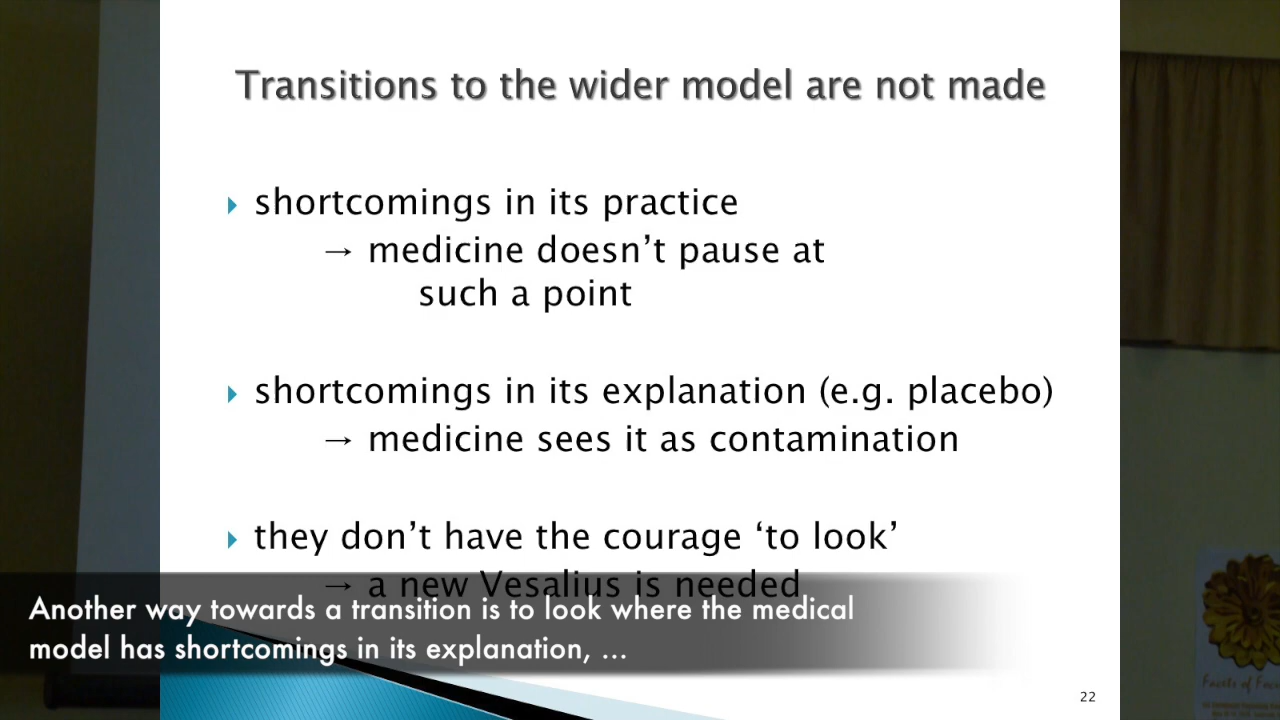 Transitions to the wider model are not made
shortcomings in its practice
→ medicine doesn’t pause at
such a point
shortcomings in its explanation (e.g. placebo)
→ medicine sees it as contamination
they don’t have the courage ‘to look’
→ a new Vesalius is needed
Another way towards a transition is to look where the medical
model has shortcomings in its explanation, ...
22
Facets of